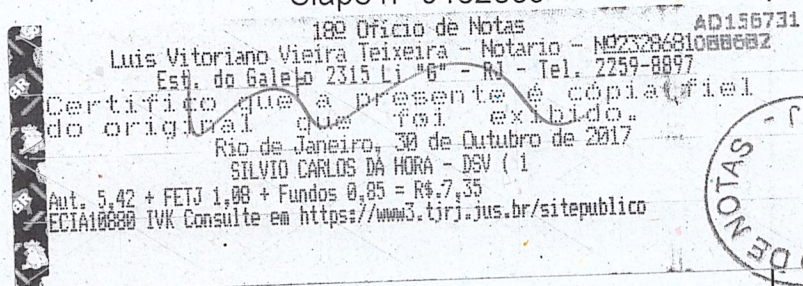 18º Ofício de Notas
AD156731
Luis Vitoriano Vieira Teixeira - Notario - Nº23286810B8682
Est. do Galeão 2315 Lj "G" - RJ - Tel. 2259-8897
Certifico que a presente é cópia fiel
do original que foi exibido.
Rio de Janeiro, 30 de Outubro de 2017
SILVIO CARLOS DA HORA - DSV ( 1
Aut. 5,42 + FETJ 1,08 + Fundos 0,85 = R$.7,35
ECIA10880 IVK Consulte em https://www3.tjrj.jus.br/sitepublico
DE NOTAS -